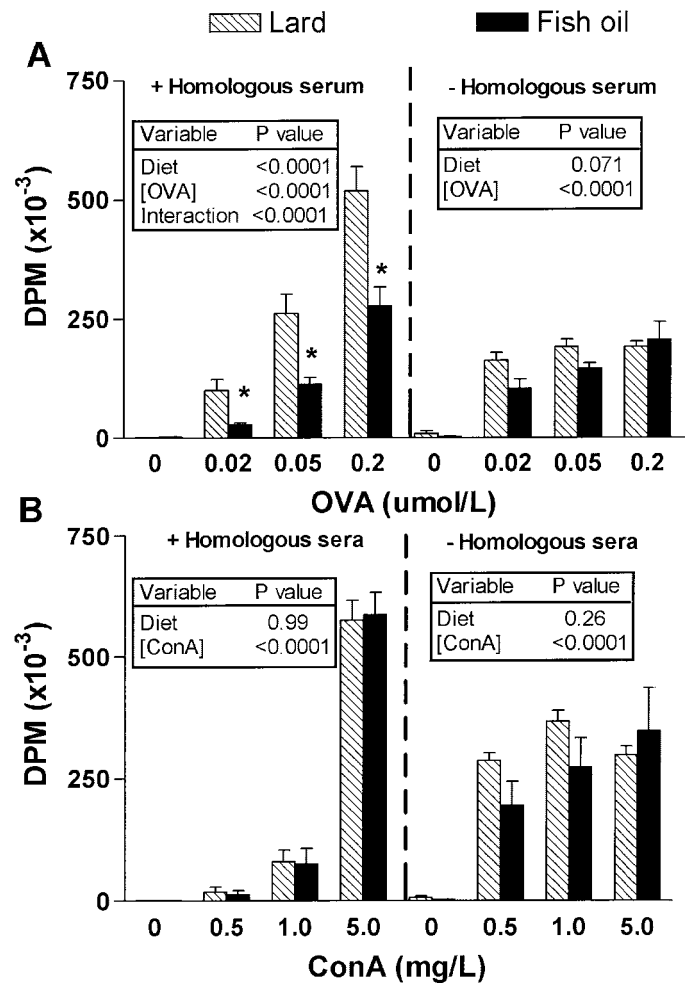 Lard Fish oil
A
DPM (x10-3)
750
500
250
0
+ Homologous serum
Variable P value
Diet <0.0001
[OVA] <0.0001
Interaction <0.0001
- Homologous serum
Variable P value
Diet 0.071
[OVA] <0.0001
*
*
*
0 0.02 0.05 0.2 0 0.02 0.05 0.2
OVA (umol/L)
B
DPM (x10-3)
750
500
250
0
+ Homologous sera
Variable P value
Diet 0.99
[ConA] <0.0001
- Homologous sera
Variable P value
Diet 0.26
[ConA] <0.0001
0 0.5 1.0 5.0 0 0.5 1.0 5.0
ConA (mg/L)